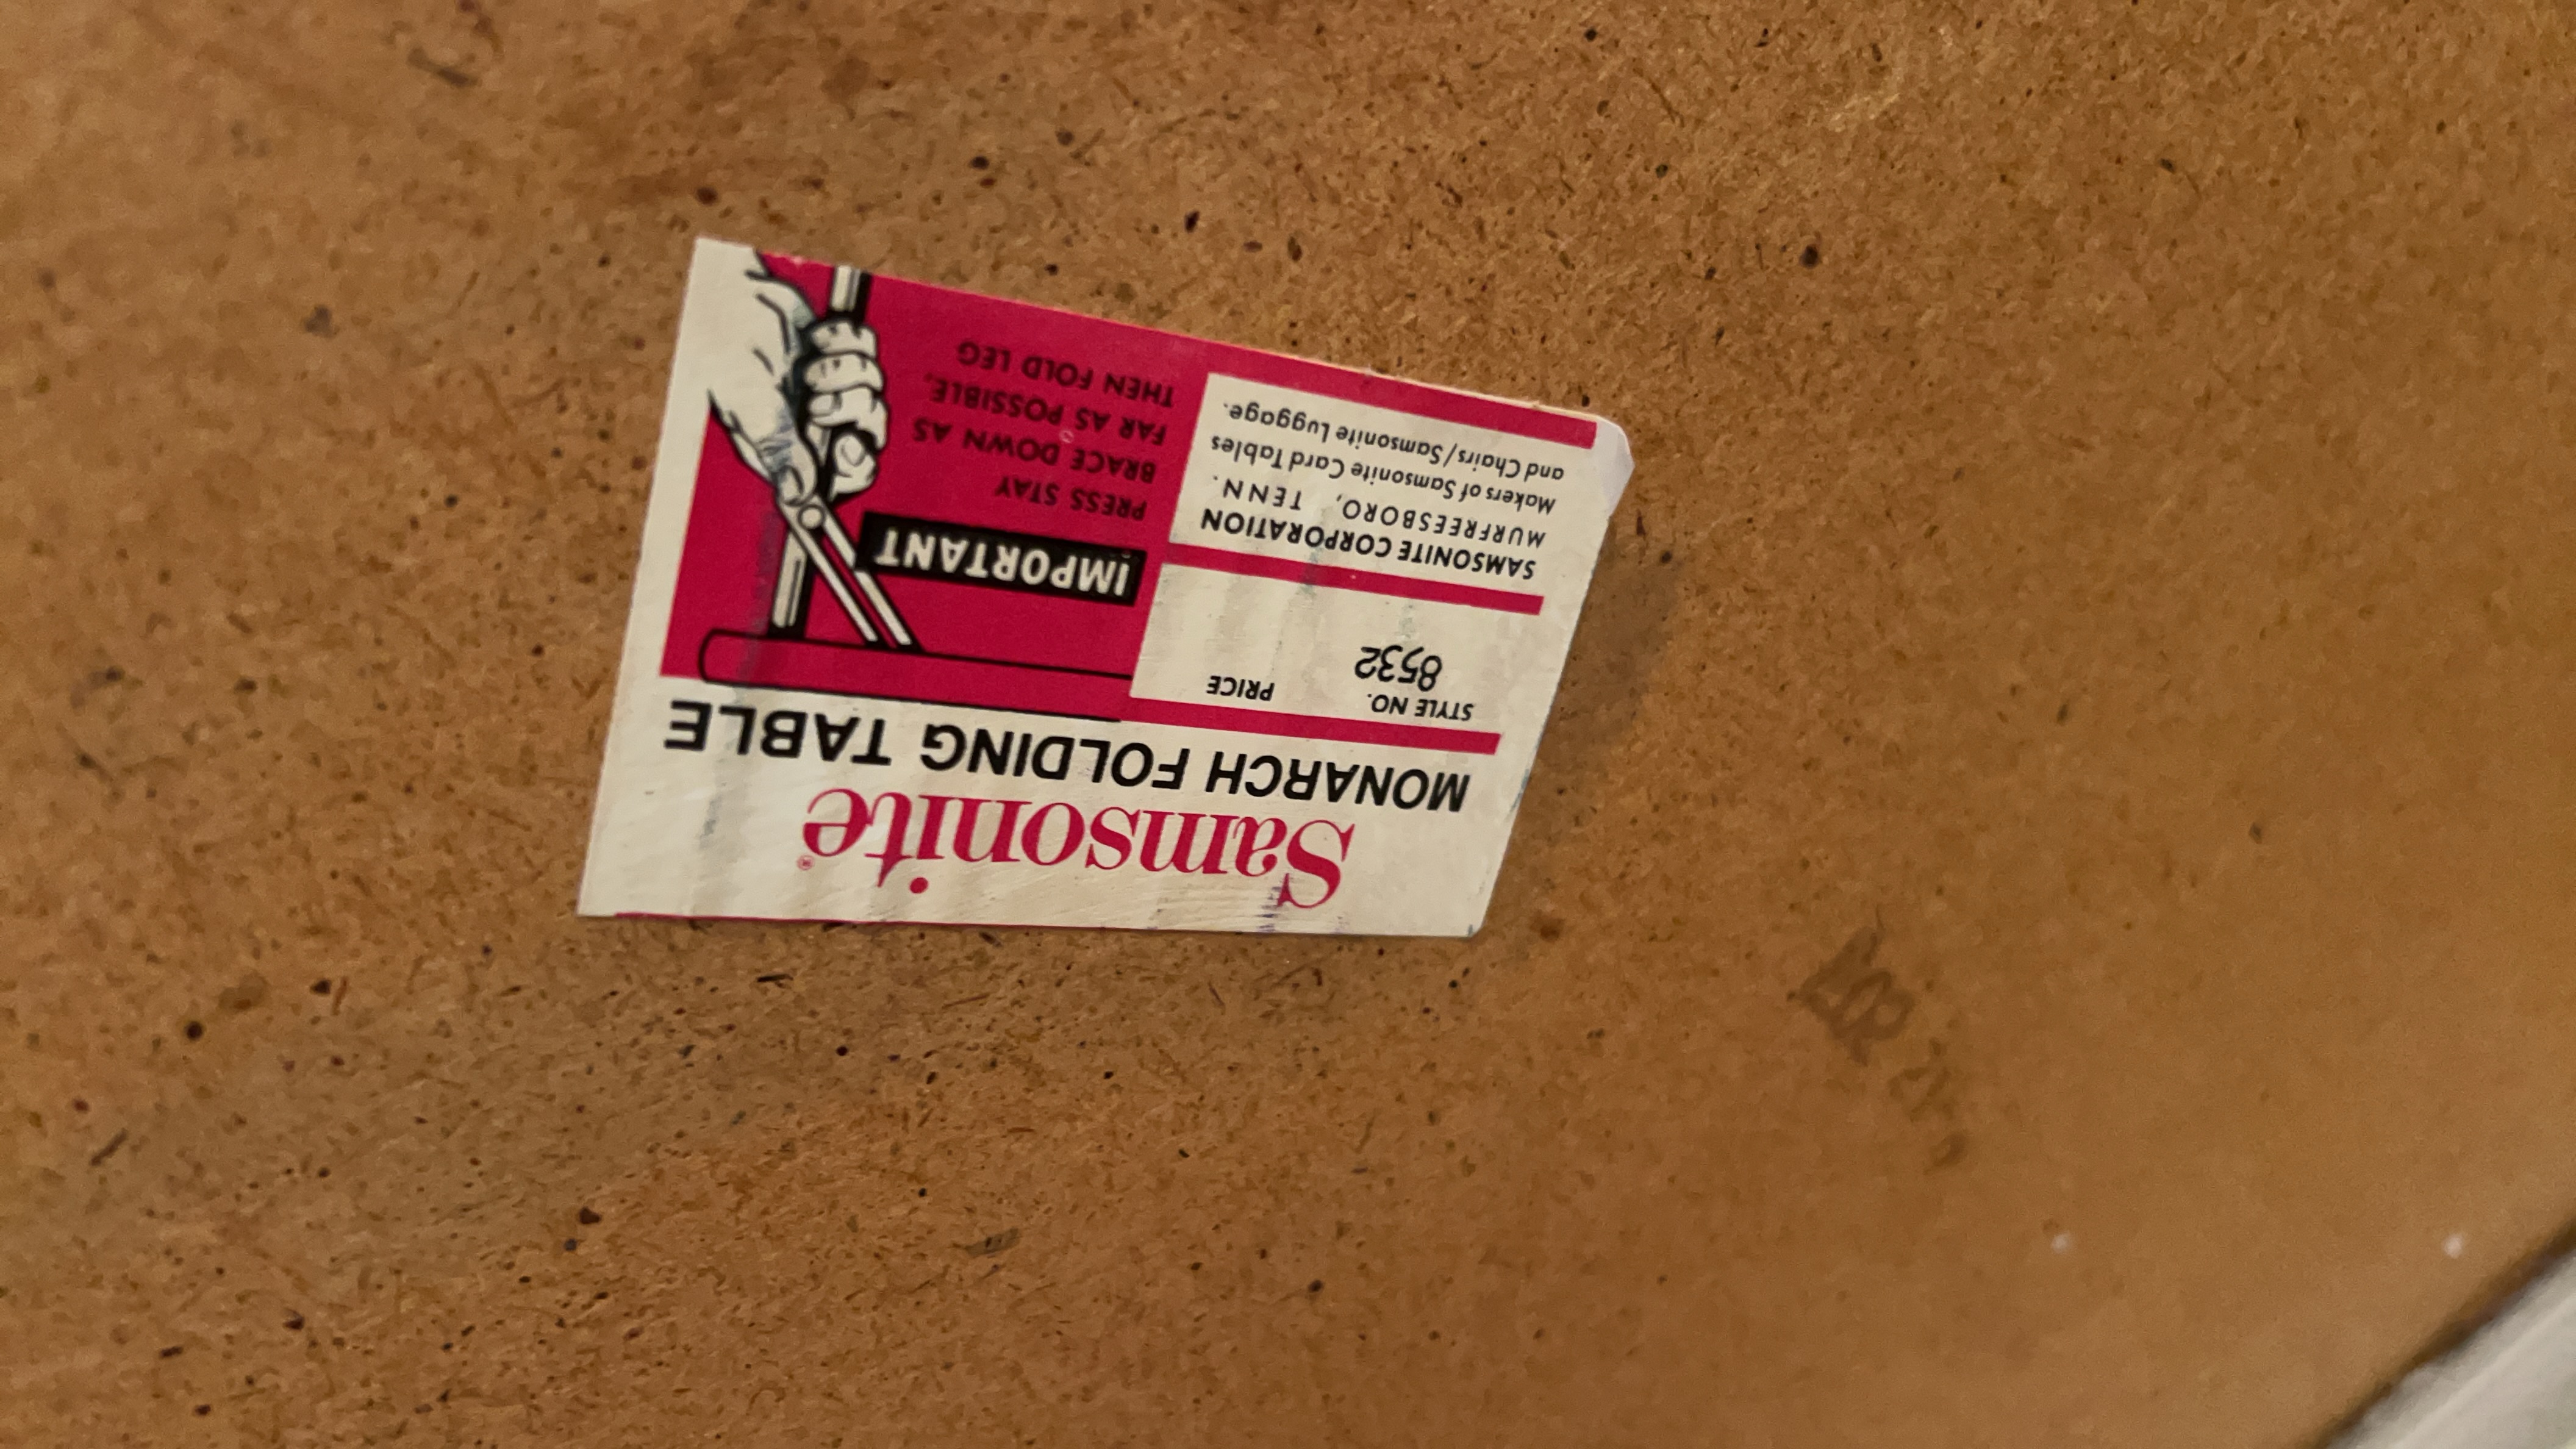 Samsonite®
MONARCH FOLDING TABLE
STYLE NO.
PRICE
8532
SAMSONITE CORPORATION
MURFREESBORO, TENN.
Makers of Samsonite Card Tables
and Chairs/Samsonite Luggage.
IMPORTANT
PRESS STAY
BRACE DOWN AS
FAR AS POSSIBLE,
THEN FOLD LEG